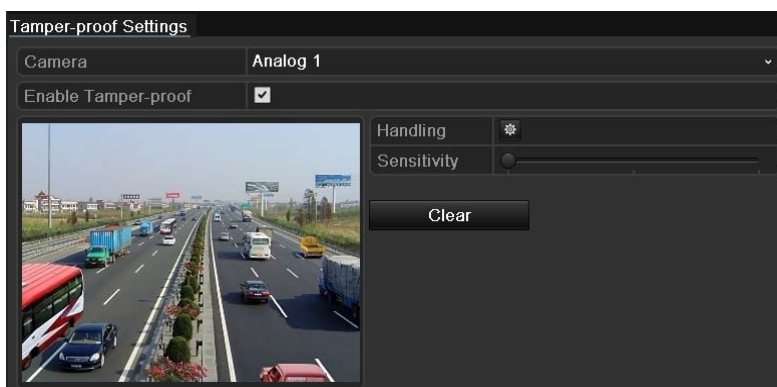 Tamper-proof Settings
Camera Analog 1
Enable Tamper-proof
Handling
Sensitivity
Clear